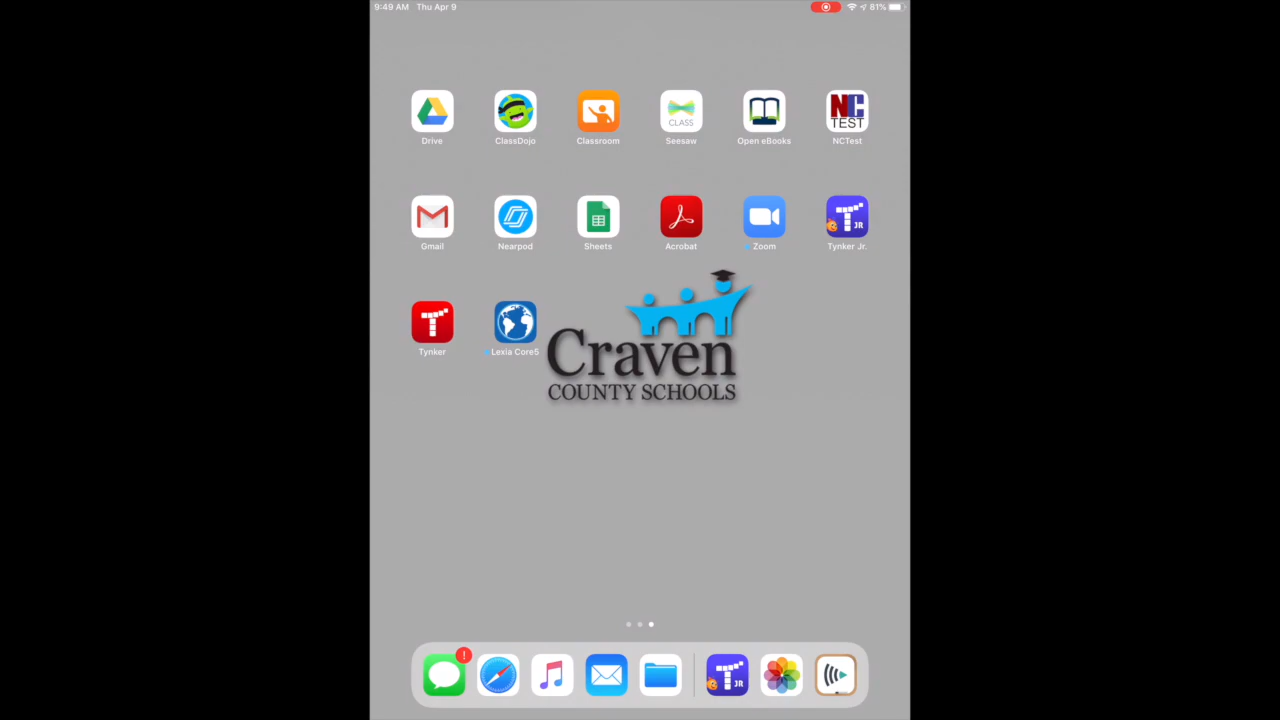 9:49 AM Thu Apr 9 81%
CLASS
NC
TEST
Drive ClassDojo Classroom Seesaw Open eBooks NCTest
JR
Gmail Nearpod Sheets Acrobat Zoom Tynker Jr.
Tynker Lexia Core5
Craven
COUNTY SCHOOLS
!
JR